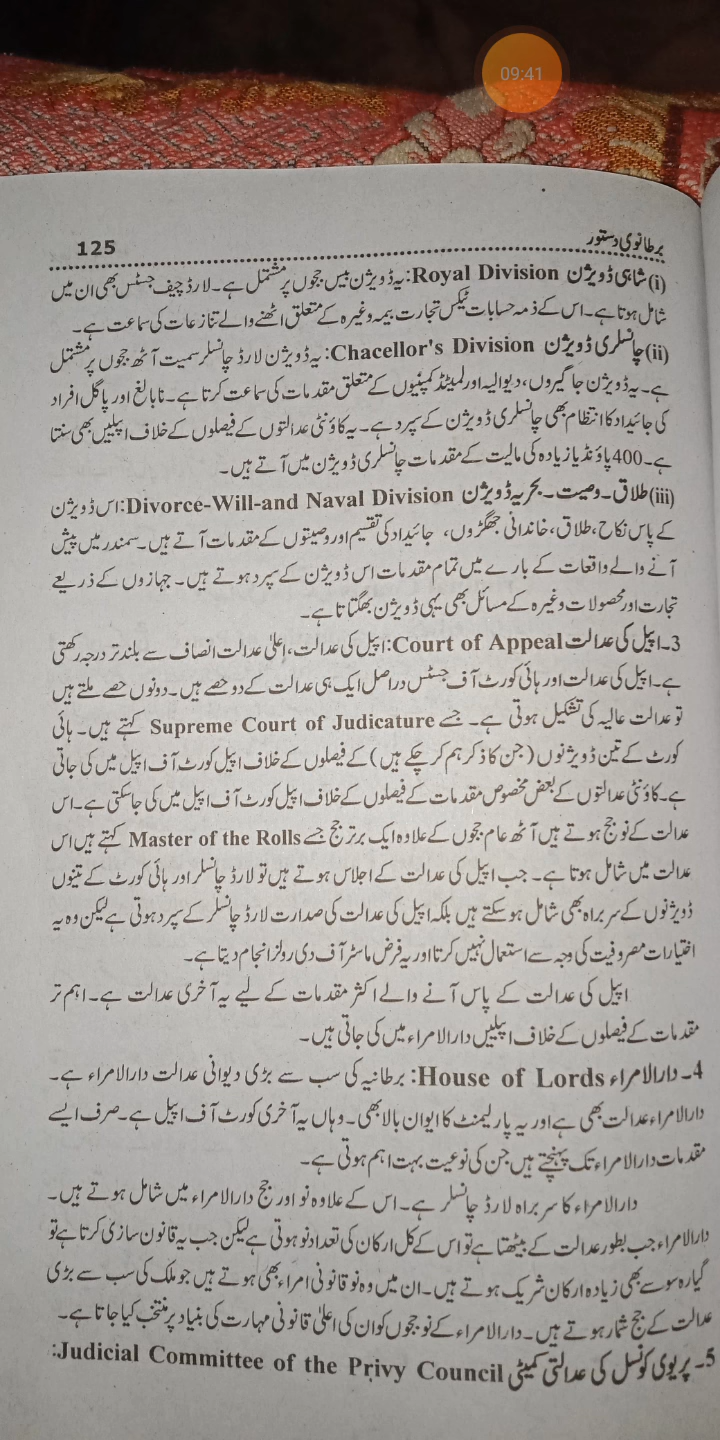 09:41
برطانوی دستور 125
(i) شاہی ڈویژن Royal Division: یہ ڈویژن بیس ججوں پر مشتمل ہے۔ لارڈ چیف جسٹس بھی ان میں
شامل ہوتا ہے۔ اس کے ذمہ حسابات ٹیکس تجارت بیمہ وغیرہ کے متعلق اٹھنے والے تنازعات کی سماعت ہے۔
(ii) چانسلری ڈویژن Chacellor's Division: یہ ڈویژن لارڈ چانسلر سمیت آٹھ ججوں پر مشتمل
ہے۔ یہ ڈویژن جاگیروں، دیوالیہ اور لمیٹڈ کمپنیوں کے متعلق مقدمات کی سماعت کرتا ہے۔ نابالغ اور پاگل افراد
کی جائیداد کا انتظام بھی چانسلری ڈویژن کے سپرد ہے۔ یہ کاؤنٹی عدالتوں کے فیصلوں کے خلاف اپیلیں بھی سنتا
ہے۔ 400 پاؤنڈ یا زیادہ کی مالیت کے مقدمات چانسلری ڈویژن میں آتے ہیں۔
(iii) طلاق۔ وصیت۔ بحریہ ڈویژن Divorce-Will-and Naval Division: اس ڈویژن
کے پاس نکاح، طلاق، خاندانی جھگڑوں، جائیداد کی تقسیم اور وصیتوں کے مقدمات آتے ہیں۔ سمندر میں پیش
آنے والے واقعات کے بارے میں تمام مقدمات اس ڈویژن کے سپرد ہوتے ہیں۔ جہازوں کے ذریعے
تجارت اور محصولات وغیرہ کے مسائل بھی یہی ڈویژن بھگتاتا ہے۔
3۔ اپیل کی عدالت Court of Appeal: اپیل کی عدالت، اعلیٰ عدالت انصاف سے بلند تر درجہ رکھتی
ہے۔ اپیل کی عدالت اور ہائی کورٹ آف جسٹس دراصل ایک ہی عدالت کے دو حصے ہیں۔ دونوں حصے ملتے ہیں
تو عدالت عالیہ کی تشکیل ہوتی ہے۔ جسے Supreme Court of Judicature کہتے ہیں۔ ہائی
کورٹ کے تین ڈویژنوں (جن کا ذکر ہم کر چکے ہیں) کے فیصلوں کے خلاف اپیل کورٹ آف اپیل میں کی جاتی
ہے۔ کاؤنٹی عدالتوں کے بعض مخصوص مقدمات کے فیصلوں کے خلاف اپیل کورٹ آف اپیل میں کی جا سکتی ہے۔ اس
عدالت کے نو جج ہوتے ہیں آٹھ عام ججوں کے علاوہ ایک برتر جج جسے Master of the Rolls کہتے ہیں اس
عدالت میں شامل ہوتا ہے۔ جب اپیل کی عدالت کے اجلاس ہوتے ہیں تو لارڈ چانسلر اور ہائی کورٹ کے تینوں
ڈویژنوں کے سربراہ بھی شامل ہو سکتے ہیں بلکہ اپیل کی عدالت کی صدارت لارڈ چانسلر کے سپرد ہوتی ہے لیکن وہ یہ
اختیارات مصروفیت کی وجہ سے استعمال نہیں کرتا اور یہ فرض ماسٹر آف دی رولز انجام دیتا ہے۔
اپیل کی عدالت کے پاس آنے والے اکثر مقدمات کے لیے یہ آخری عدالت ہے۔ اہم تر
مقدمات کے فیصلوں کے خلاف اپیلیں دارالامراء میں کی جاتی ہیں۔
4۔ دارالامراء House of Lords: برطانیہ کی سب سے بڑی دیوانی عدالت دارالامراء ہے۔
دارالامراء عدالت بھی ہے اور یہ پارلیمنٹ کا ایوان بالا بھی۔ وہاں یہ آخری کورٹ آف اپیل ہے۔ صرف ایسے
مقدمات دارالامراء تک پہنچتے ہیں جن کی نوعیت بہت اہم ہوتی ہے۔
دارالامراء کا سربراہ لارڈ چانسلر ہے۔ اس کے علاوہ نو اور جج دارالامراء میں شامل ہوتے ہیں۔
دارالامراء جب بطور عدالت کے بیٹھتا ہے تو اس کے کل ارکان کی تعداد نو ہوتی ہے لیکن جب یہ قانون سازی کرتا ہے تو
گیارہ سو سے بھی زیادہ ارکان شریک ہوتے ہیں۔ ان میں وہ نو قانونی امراء بھی ہوتے ہیں جو ملک کی سب سے بڑی
عدالت کے جج شمار ہوتے ہیں۔ دارالامراء کے نو ججوں کو ان کی اعلیٰ قانونی مہارت کی بنیاد پر منتخب کیا جاتا ہے۔
5۔ پریوی کونسل کی عدالتی کمیٹی Judicial Committee of the Privy Council: